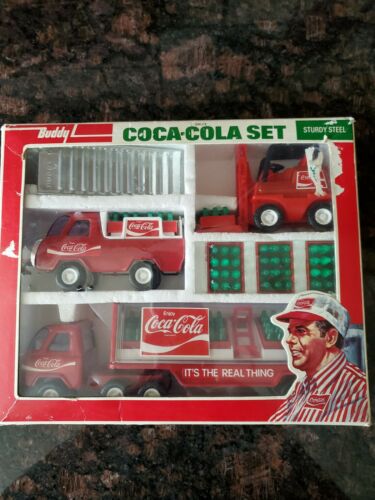 Buddy L
COCA-COLA SET
STURDY STEEL
Coca-Cola
Coca-Cola
Coca-Cola
Enjoy
Coca-Cola
Coca-Cola
IT'S THE REAL THING